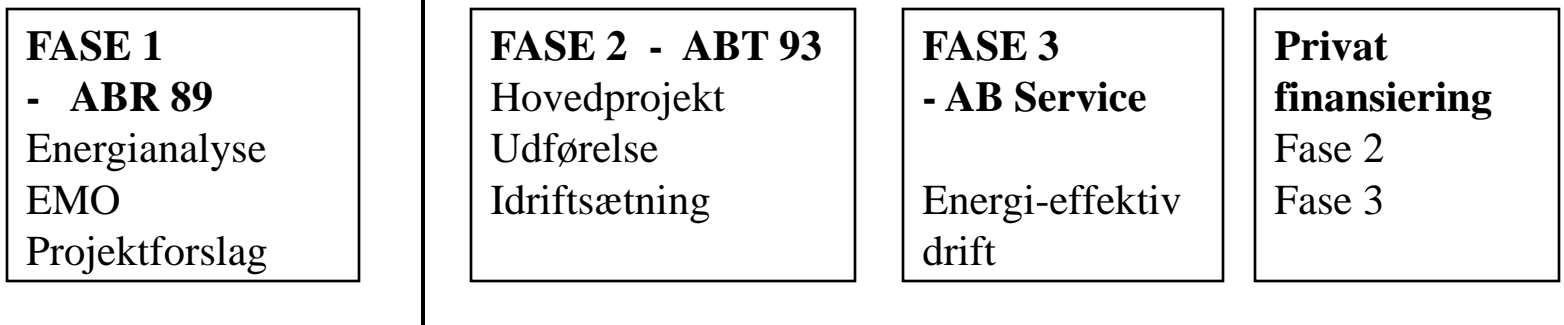 FASE 1
- ABR 89
Energianalyse
EMO
Projektforslag
FASE 2 - ABT 93
Hovedprojekt
Udførelse
Idriftsætning
FASE 3
- AB Service
Energi-effektiv
drift
Privat
finansiering
Fase 2
Fase 3